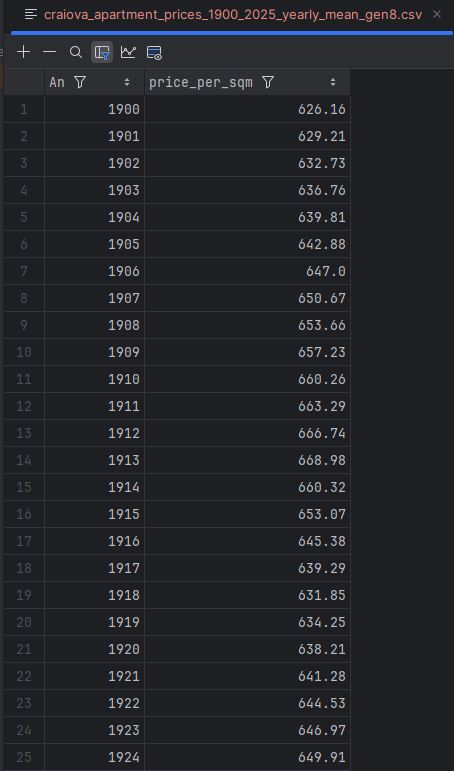 craiova_apartment_prices_1900_2025_yearly_mean_gen8.csv
An price_per_sqm
1 1900 626.16
2 1901 629.21
3 1902 632.73
4 1903 636.76
5 1904 639.81
6 1905 642.88
7 1906 647.0
8 1907 650.67
9 1908 653.66
10 1909 657.23
11 1910 660.26
12 1911 663.29
13 1912 666.74
14 1913 668.98
15 1914 660.32
16 1915 653.07
17 1916 645.38
18 1917 639.29
19 1918 631.85
20 1919 634.25
21 1920 638.21
22 1921 641.28
23 1922 644.53
24 1923 646.97
25 1924 649.91